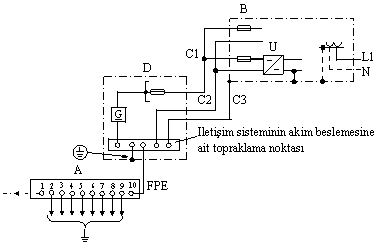 B
C1
U
L1
N
D
C2
C3
G
İletişim sisteminin akim beslemesine
ait topraklama noktası
A
FPE
1 2 3 4 5 6 7 8 9 10